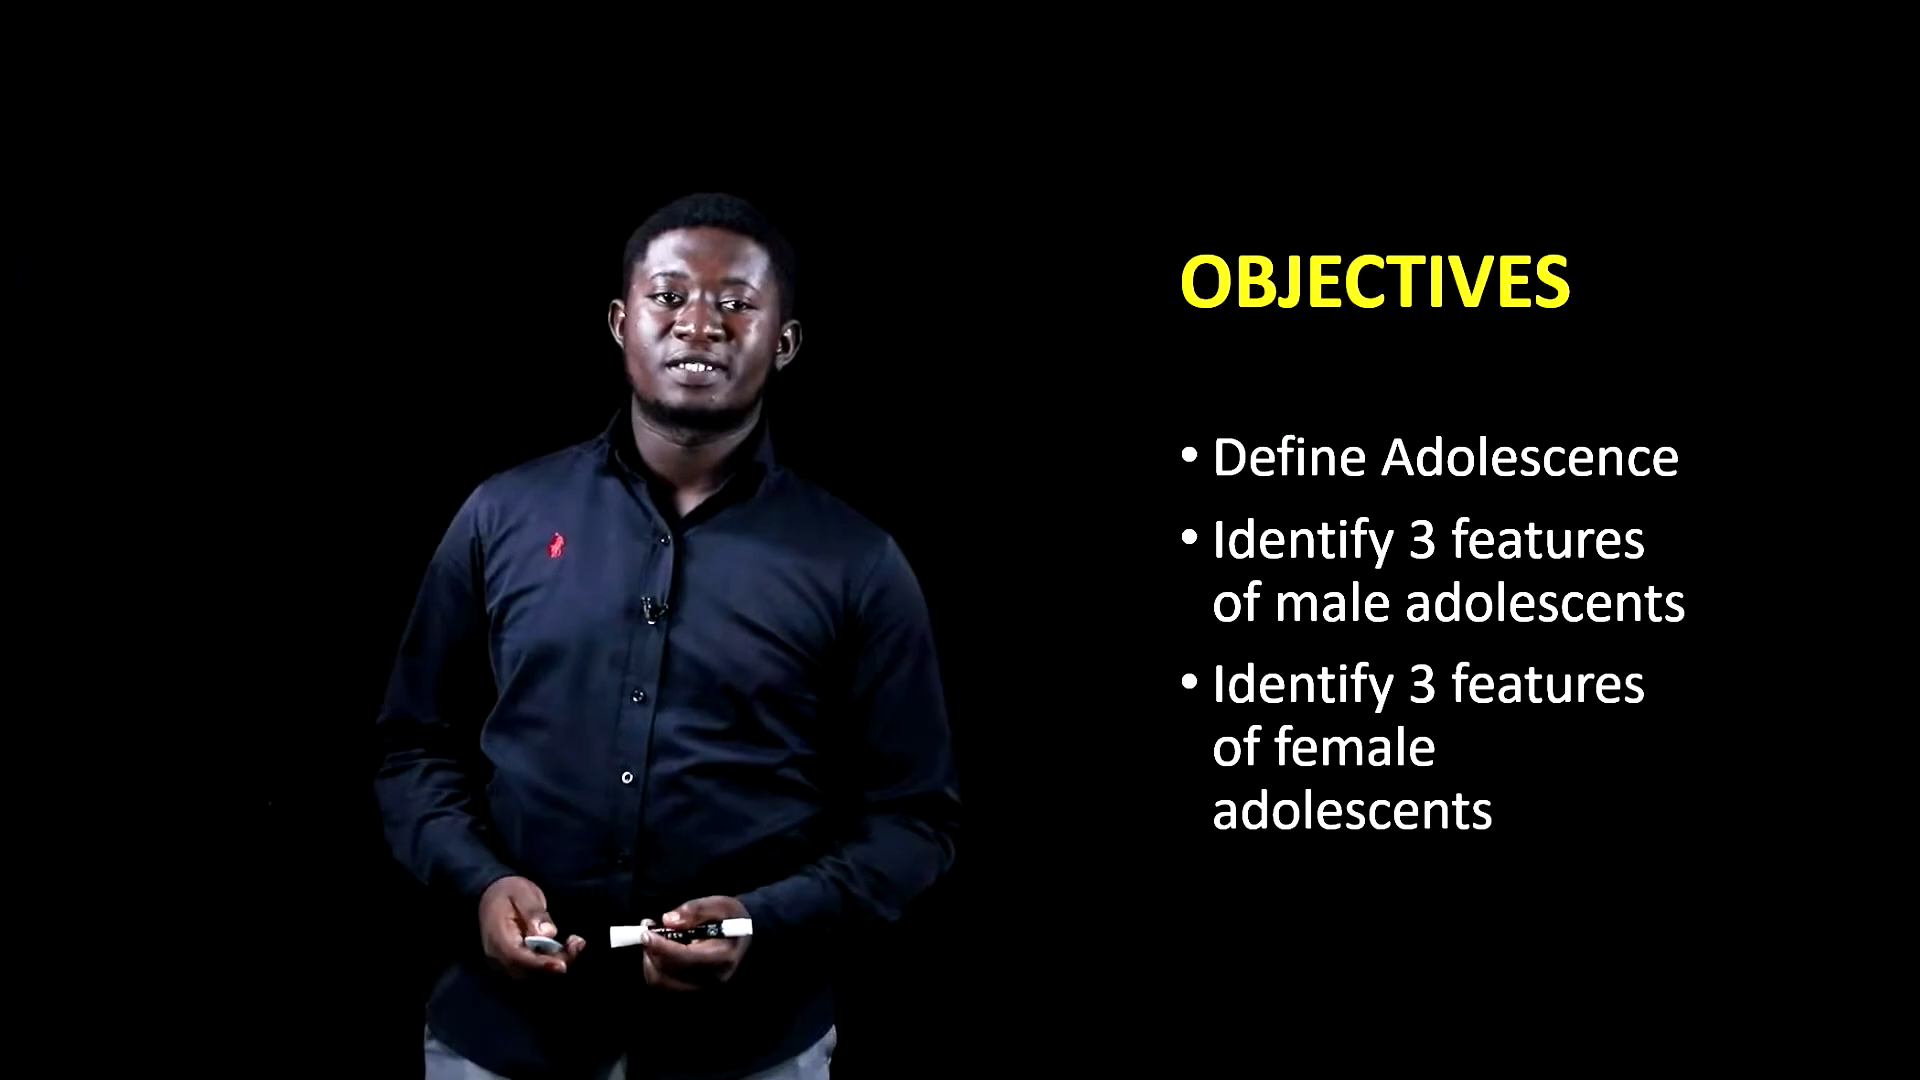 OBJECTIVES
• Define Adolescence
• Identify 3 features
of male adolescents
• Identify 3 features
of female
adolescents